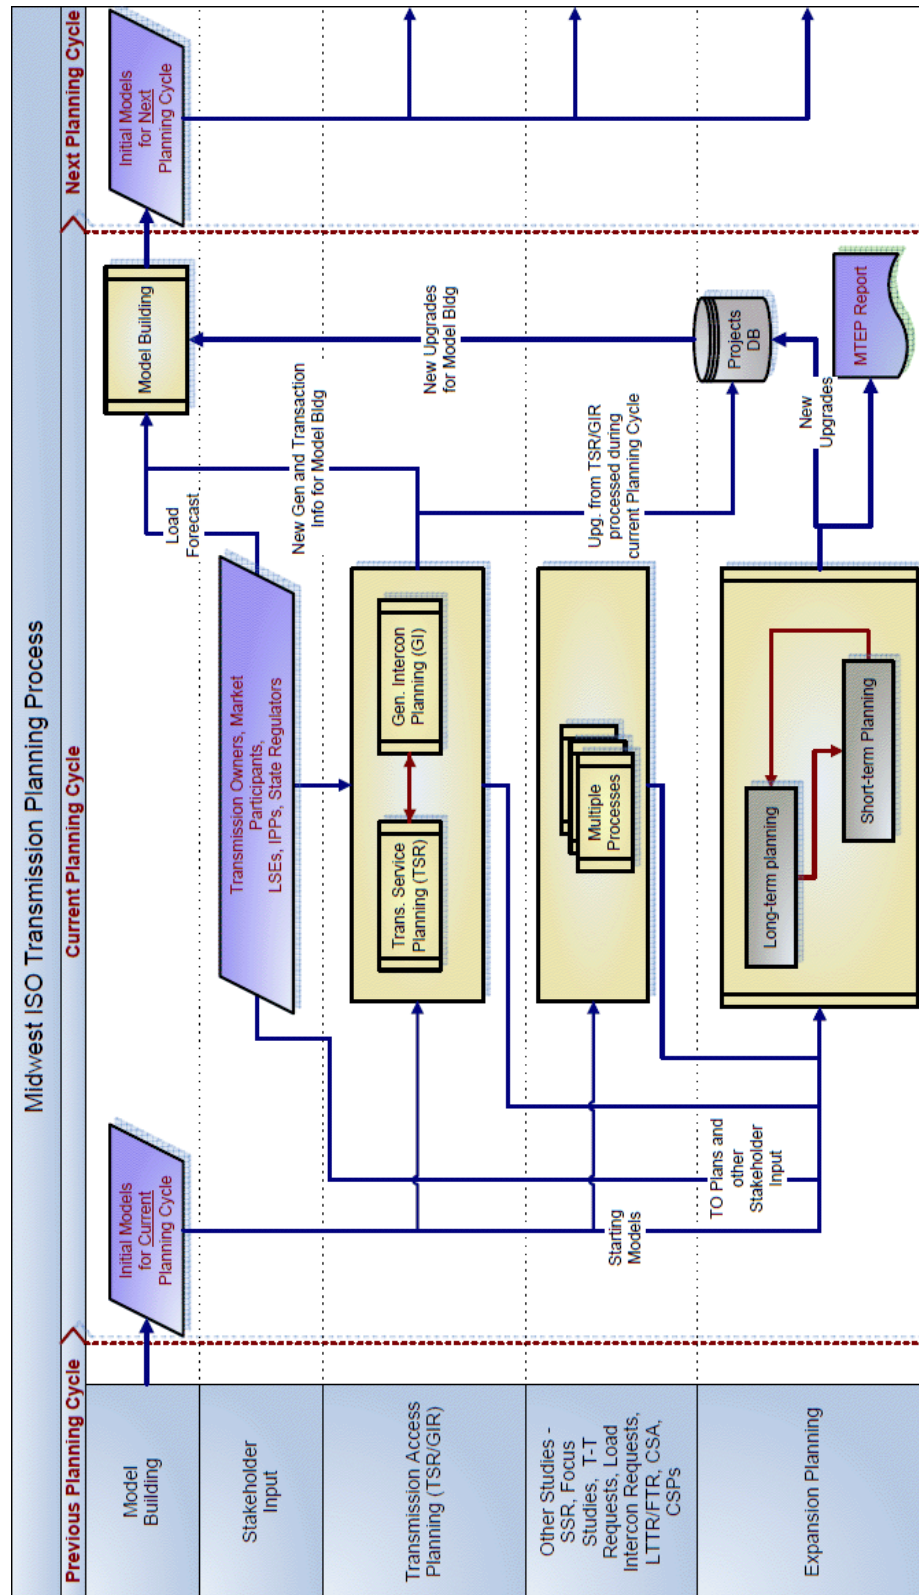 Midwest ISO Transmission Planning Process
Previous Planning Cycle
Current Planning Cycle
Next Planning Cycle
Model
Building
Initial Models
for Current
Planning Cycle
Model Building
Initial Models
for Next
Planning Cycle
Stakeholder
Input
Transmission Owners, Market
Participants,
LSEs, IPPs, State Regulators
Load
Forecast
Transmission Access
Planning (TSR/GIR)
Trans. Service
Planning (TSR)
Gen. Intercon
Planning (GI)
New Gen and Transaction
Info for Model Bldg
New Upgrades
for Model Bldg
Other Studies -
SSR, Focus
Studies, T-T
Requests, Load
Intercon Requests,
LTTR/FTR, CSA,
CSPs
Starting
Models
Multiple
Processes
Upg. from TSR/GIR
processed during
current Planning Cycle
Expansion Planning
TO Plans and
other
Stakeholder
Input
Long-term planning
Short-term Planning
New
Upgrades
Projects
DB
MTEP Report